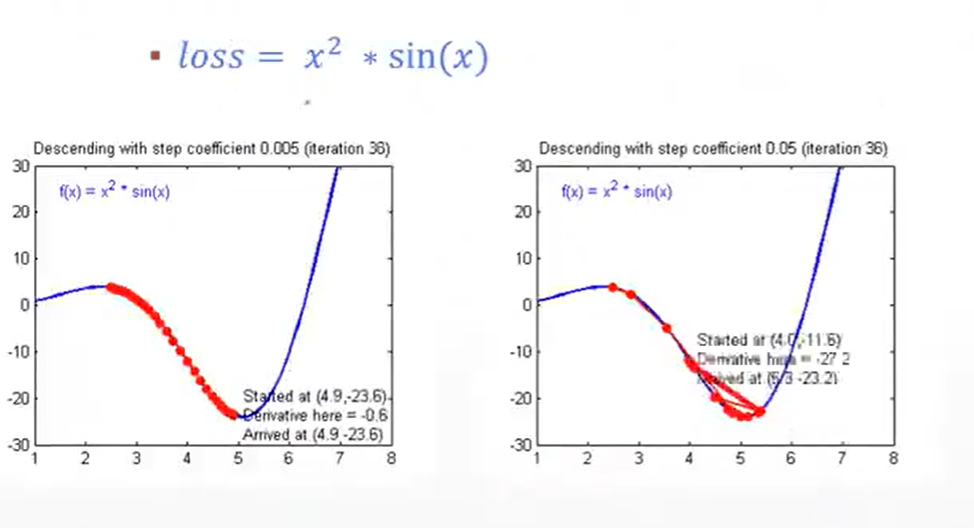 ▪ loss = x² * sin(x)
Descending with step coefficient 0.005 (iteration 36)
30
20
10
0
-10
-20
-30
f(x) = x² * sin(x)
Started at (4.9,-23.6)
Derivative here = -0.6
Arrived at (4.9,-23.6)
1 2 3 4 5 6 7 8
Descending with step coefficient 0.05 (iteration 36)
30
20
10
0
-10
-20
-30
f(x) = x² * sin(x)
Started at (4.0,-11.6)
Derivative here = -27.2
Arrived at (5.3,-23.2)
1 2 3 4 5 6 7 8